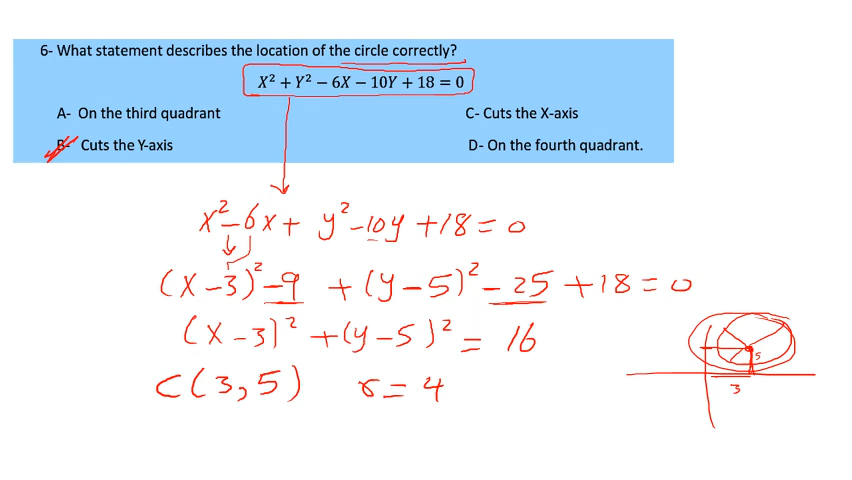 6- What statement describes the location of the circle correctly?
X² + Y² − 6X − 10Y + 18 = 0
A- On the third quadrant
C- Cuts the X-axis
B- Cuts the Y-axis
D- On the fourth quadrant.
x² − 6x + y² − 10y + 18 = 0
(x − 3)² − 9 + (y − 5)² − 25 + 18 = 0
(x − 3)² + (y − 5)² = 16
C(3, 5) r = 4
5
3